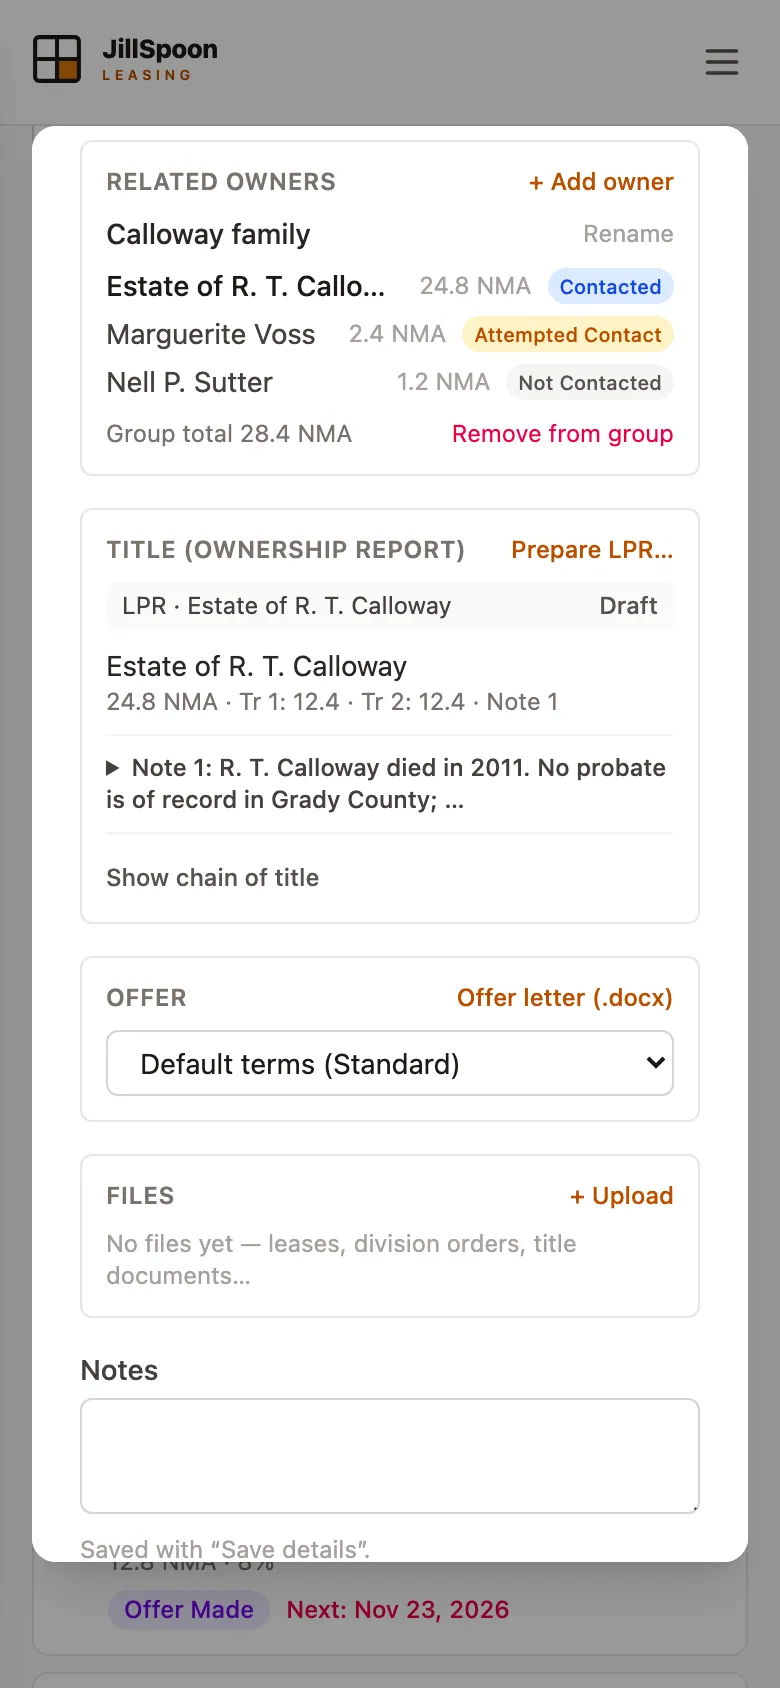 JillSpoon
LEASING
RELATED OWNERS + Add owner
Calloway family Rename
Estate of R. T. Callo... 24.8 NMA Contacted
Marguerite Voss 2.4 NMA Attempted Contact
Nell P. Sutter 1.2 NMA Not Contacted
Group total 28.4 NMA Remove from group
TITLE (OWNERSHIP REPORT) Prepare LPR...
LPR · Estate of R. T. Calloway Draft
Estate of R. T. Calloway
24.8 NMA · Tr 1: 12.4 · Tr 2: 12.4 · Note 1
▶ Note 1: R. T. Calloway died in 2011. No probate
is of record in Grady County; ...
Show chain of title
OFFER Offer letter (.docx)
Default terms (Standard)
FILES + Upload
No files yet — leases, division orders, title
documents...
Notes
Saved with “Save details”.
12.8 NMA · 8%
Offer Made Next: Nov 23, 2026